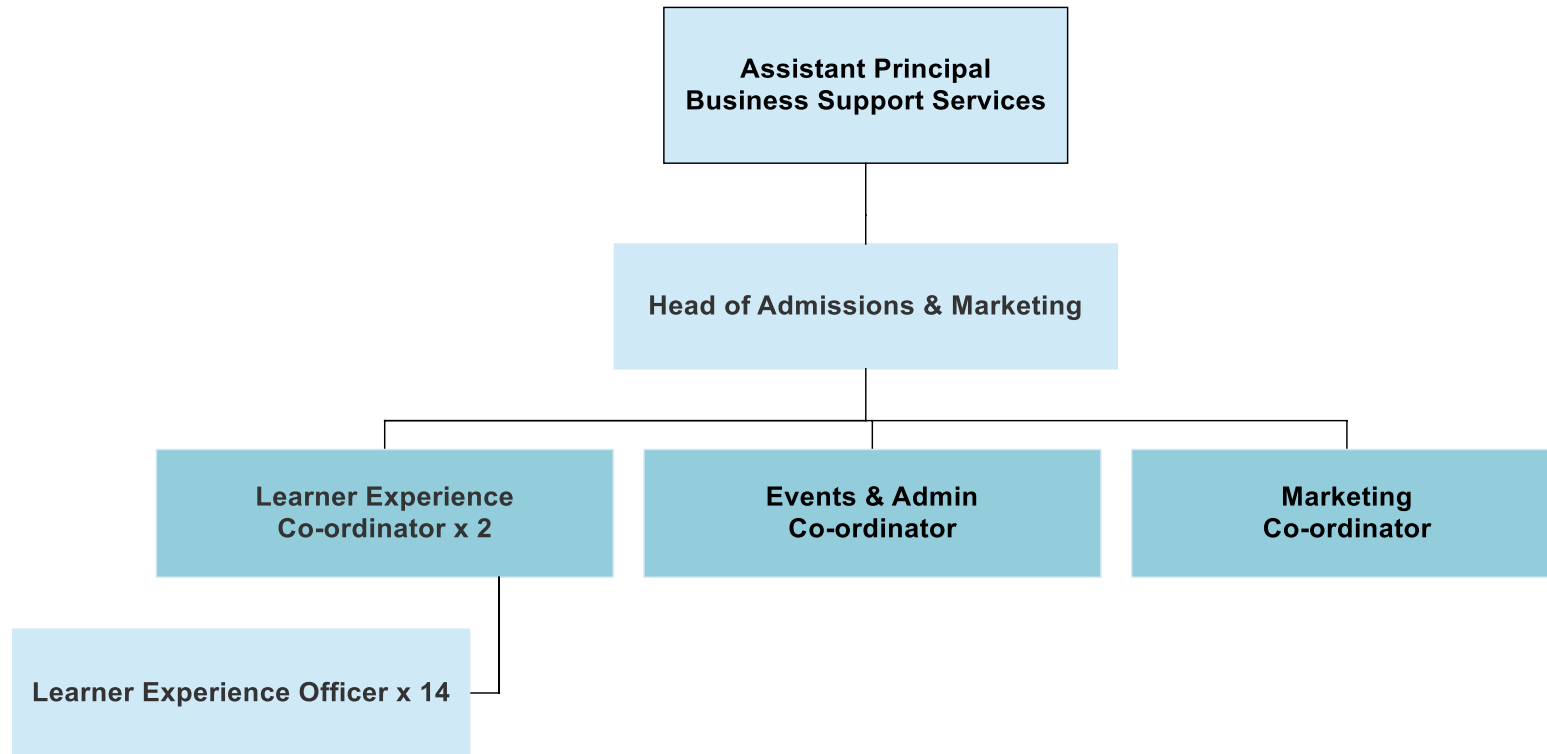 Assistant Principal
Business Support Services
Head of Admissions & Marketing
Learner Experience
Co-ordinator x 2
Events & Admin
Co-ordinator
Marketing
Co-ordinator
Learner Experience Officer x 14